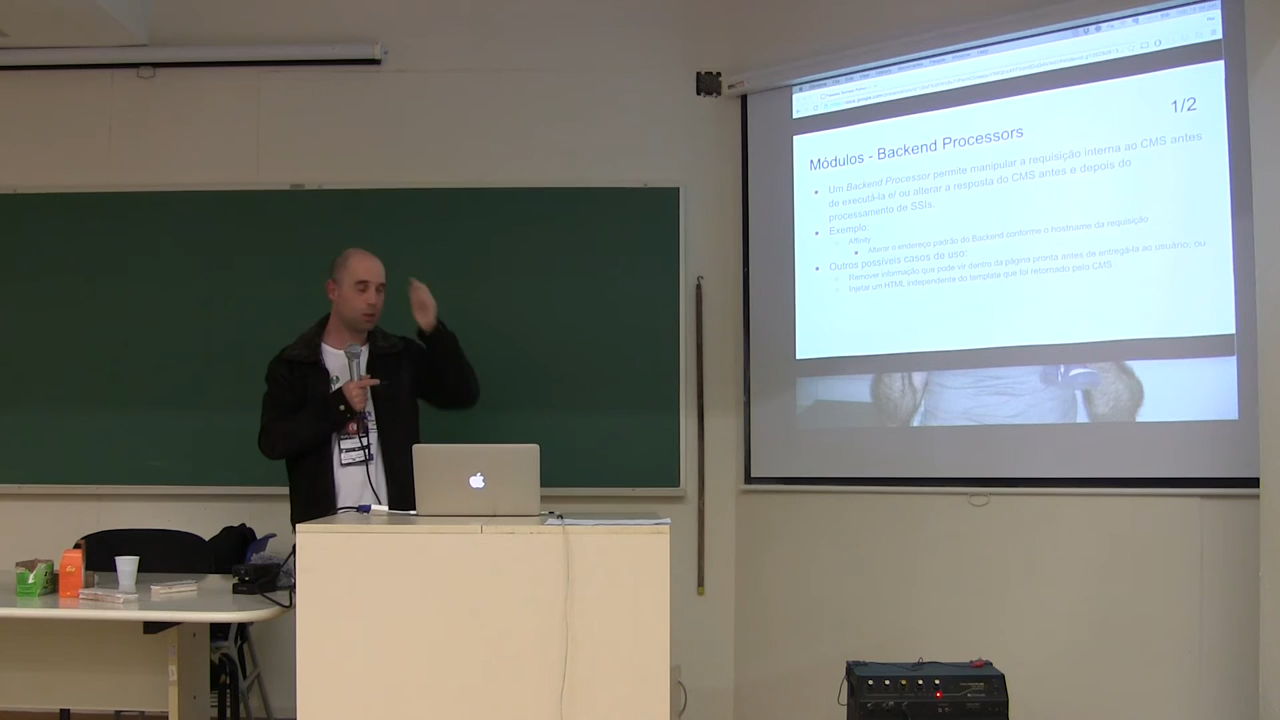 1/2
Módulos - Backend Processors
Um Backend Processor permite manipular a requisição interna ao CMS antes
de executá-la e/ ou alterar a resposta do CMS antes e depois do
processamento de SSIs.
Exemplo:
Affinity
Alterar o endereço padrão do Backend conforme o hostname da requisição
Outros possíveis casos de uso:
Remover informação que pode vir dentro da página pronta antes de entregá-la ao usuário; ou
Injetar um HTML independente do template que foi retornado pelo CMS